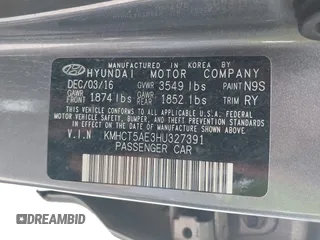 MANUFACTURED IN KOREA BY
HYUNDAI MOTOR COMPANY
DEC/03/16 GVWR 3549 lbs PAINT N9S
GAWR FRONT 1874 lbs GAWR REAR 1852 lbs TRIM RY
THIS VEHICLE CONFORMS TO ALL APPLICABLE U.S. FEDERAL MOTOR VEHICLE
SAFETY, BUMPER, AND THEFT PREVENTION STANDARDS IN EFFECT
ON THE DATE OF MANUFACTURE SHOWN ABOVE.
V.I.N KMHCT5AE3HU327391
PASSENGER CAR
DREAMBID